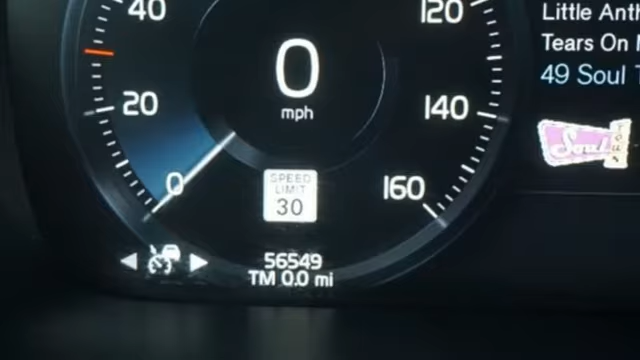 40
120
0
mph
20
140
0
160
SPEED
LIMIT
30
56549
TM 0.0 mi
Little Anth
Tears On M
49 Soul T
Soul